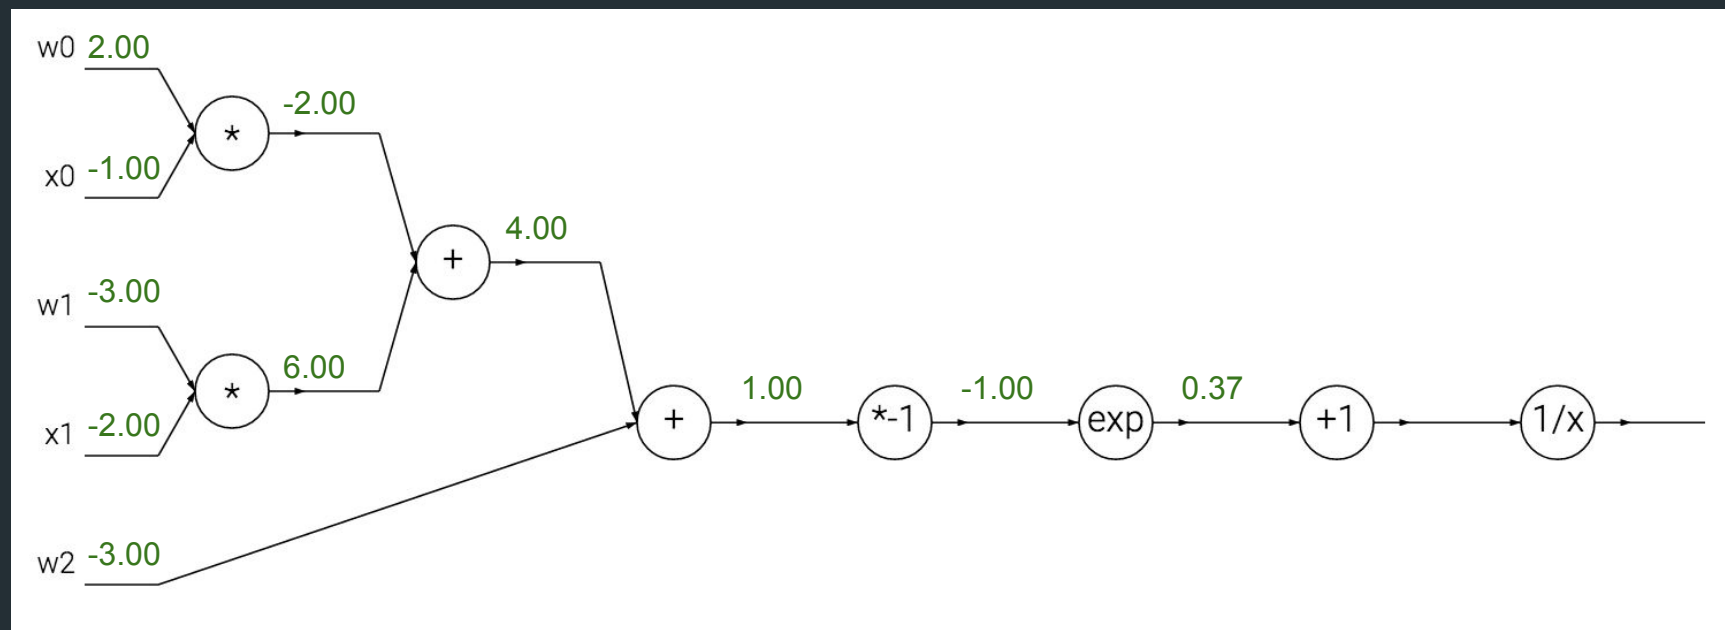 w0 2.00
-2.00
*
x0 -1.00
4.00
+
w1 -3.00
6.00
*
x1 -2.00
1.00 -1.00 0.37
+ *-1 exp +1 1/x
w2 -3.00